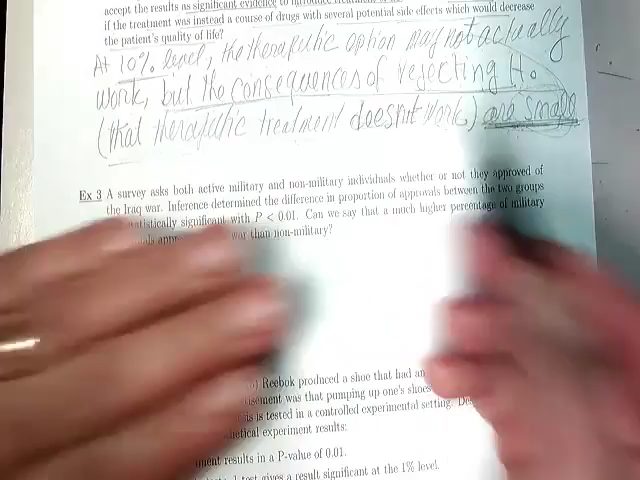 accept the results as significant evidence to introduce treatment
if the treatment was instead a course of drugs with several potential side effects which would decrease
the patient's quality of life?
At 10% level, the therapeutic option may not actually
work, but the consequences of rejecting H₀
(that therapeutic treatment doesn't work) are small
Ex 3 A survey asks both active military and non-military individuals whether or not they approved of
the Iraq war. Inference determined the difference in proportion of approvals between the two groups
statistically significant with P < 0.01. Can we say that a much higher percentage of military
war than non-military?
Reebok produced a shoe that had an
was that pumping up one's shoes
is tested in a controlled experimental setting.
experiment results:
results in a P-value of 0.01.
test gives a result significant at the 1% level.